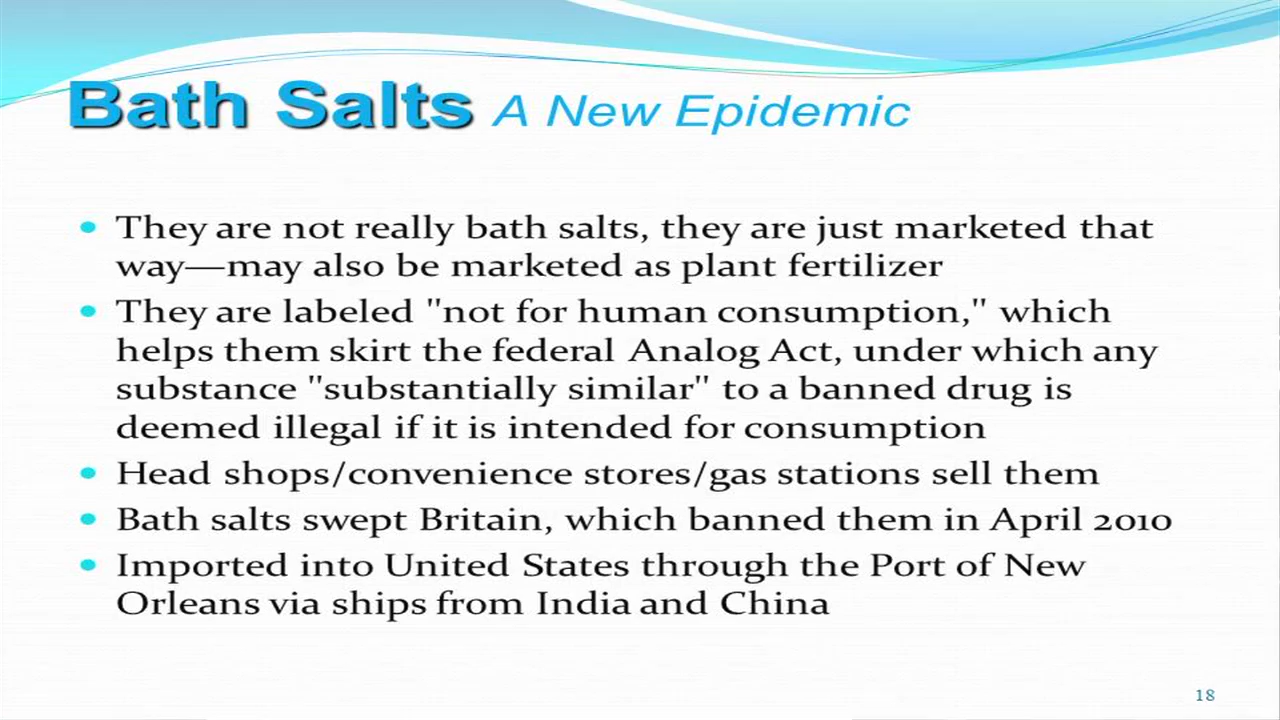 Bath Salts A New Epidemic
• They are not really bath salts, they are just marketed that
way—may also be marketed as plant fertilizer
• They are labeled "not for human consumption," which
helps them skirt the federal Analog Act, under which any
substance "substantially similar" to a banned drug is
deemed illegal if it is intended for consumption
• Head shops/convenience stores/gas stations sell them
• Bath salts swept Britain, which banned them in April 2010
• Imported into United States through the Port of New
Orleans via ships from India and China
18